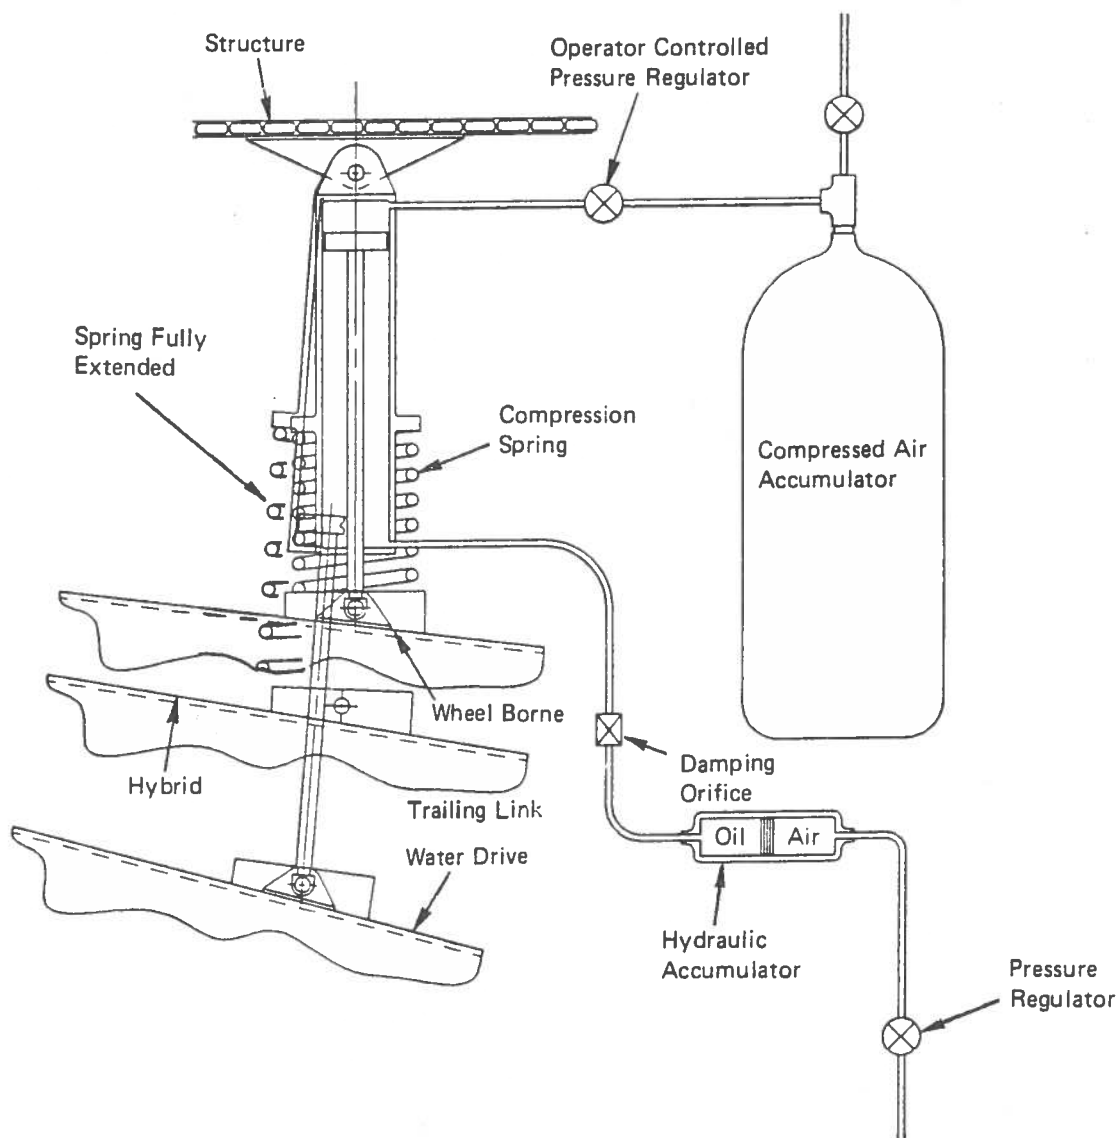 Structure
Operator Controlled
Pressure Regulator
Spring Fully
Extended
Compression
Spring
Compressed Air
Accumulator
Wheel Borne
Hybrid
Damping
Orifice
Trailing Link
Water Drive
Oil
Air
Hydraulic
Accumulator
Pressure
Regulator